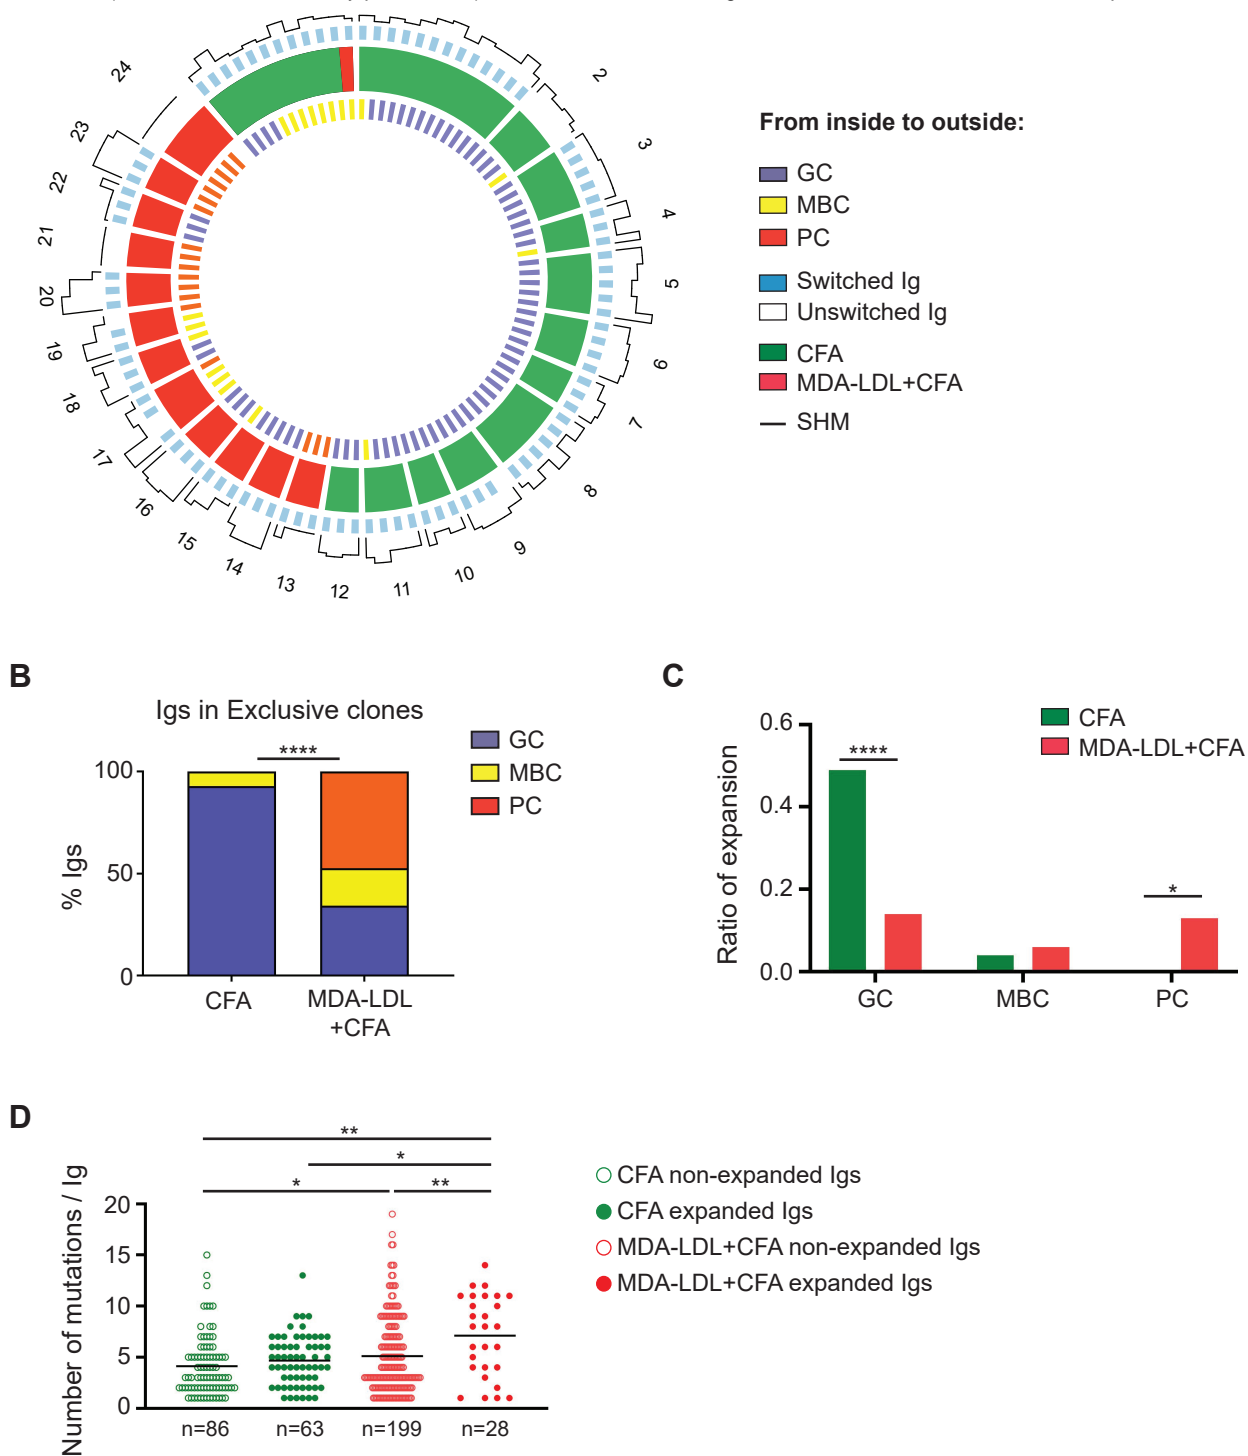 24
2
23
3
22
4
21
5
20
6
19
7
18
8
17
9
16
10
15
11
14
12
13
From inside to outside:
GC
MBC
PC
Switched Ig
Unswitched Ig
CFA
MDA-LDL+CFA
SHM
B
Igs in Exclusive clones
****
GC
MBC
PC
100
50
0
% Igs
CFA
MDA-LDL
+CFA
C
CFA
MDA-LDL+CFA
0.6
0.4
0.2
0.0
Ratio of expansion
****
*
GC
MBC
PC
D
**
*
*
**
20
15
10
5
0
Number of mutations / Ig
n=86
n=63
n=199
n=28
CFA non-expanded Igs
CFA expanded Igs
MDA-LDL+CFA non-expanded Igs
MDA-LDL+CFA expanded Igs